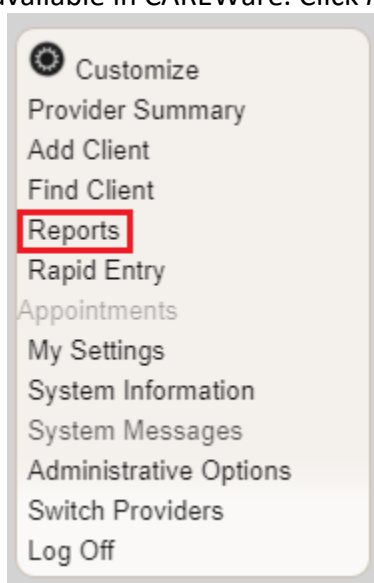 available in CAREWare. Click
Customize
Provider Summary
Add Client
Find Client
Reports
Rapid Entry
Appointments
My Settings
System Information
System Messages
Administrative Options
Switch Providers
Log Off